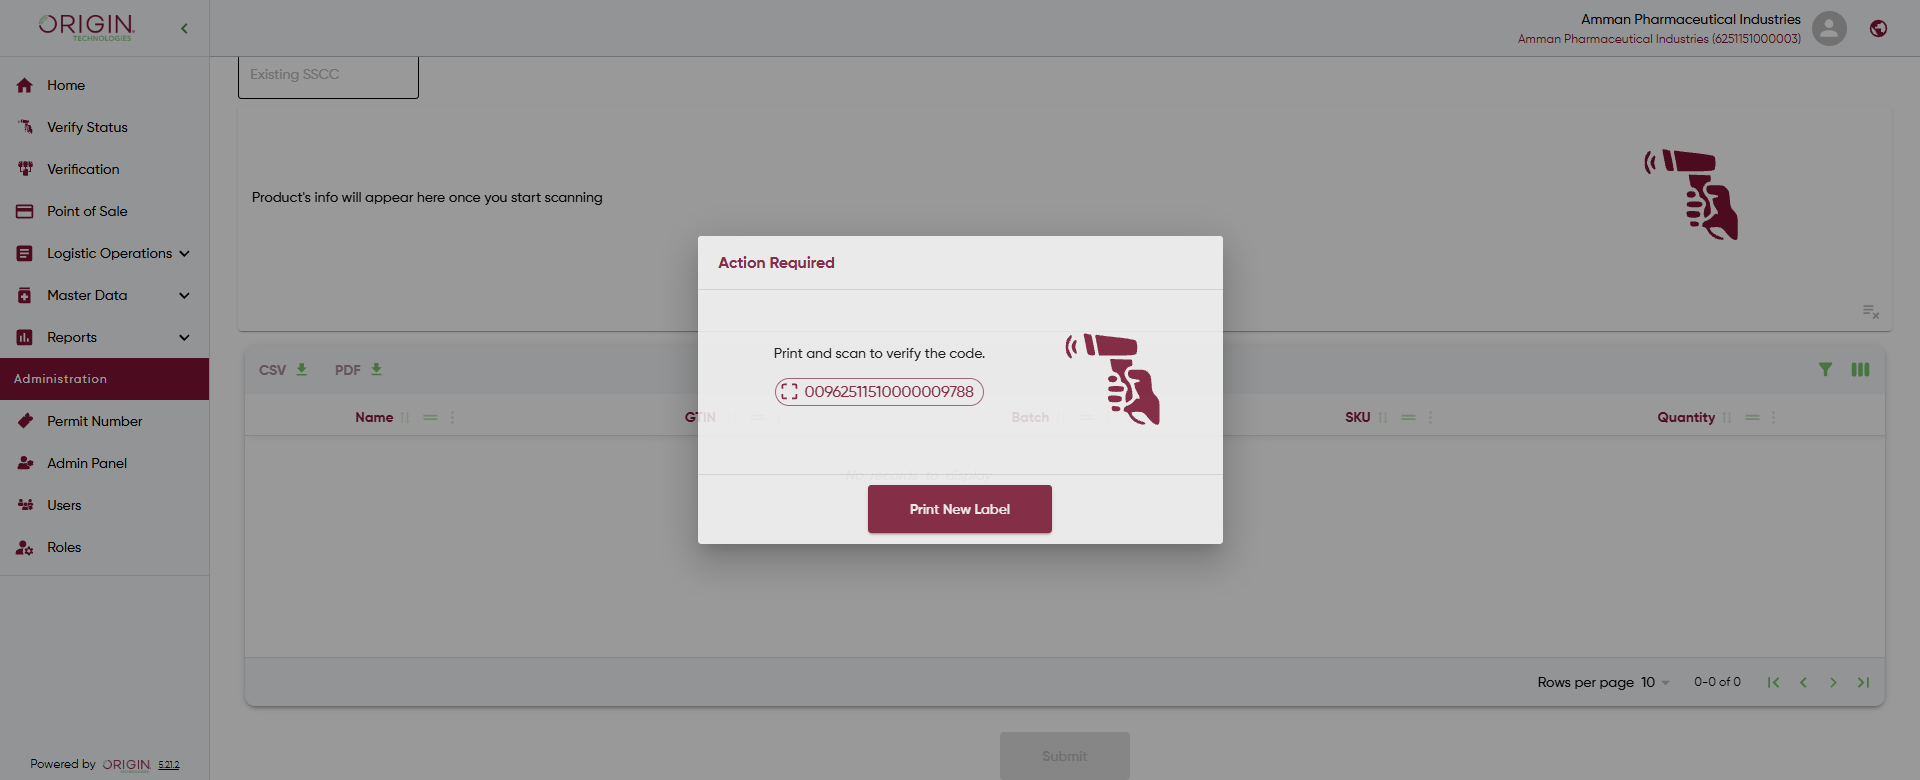 ORIGIN
TECHNOLOGIES
Amman Pharmaceutical Industries
Amman Pharmaceutical Industries (6251151000003)
Home
Verify Status
Verification
Point of Sale
Logistic Operations
Master Data
Reports
Administration
Permit Number
Admin Panel
Users
Roles
Powered by ORIGIN 5.21.2
Existing SSCC
Product's info will appear here once you start scanning
Action Required
Print and scan to verify the code.
00962511510000009788
Print New Label
CSV PDF
Name GTIN Batch SKU Quantity
No records to display
Rows per page 10 0-0 of 0
Submit